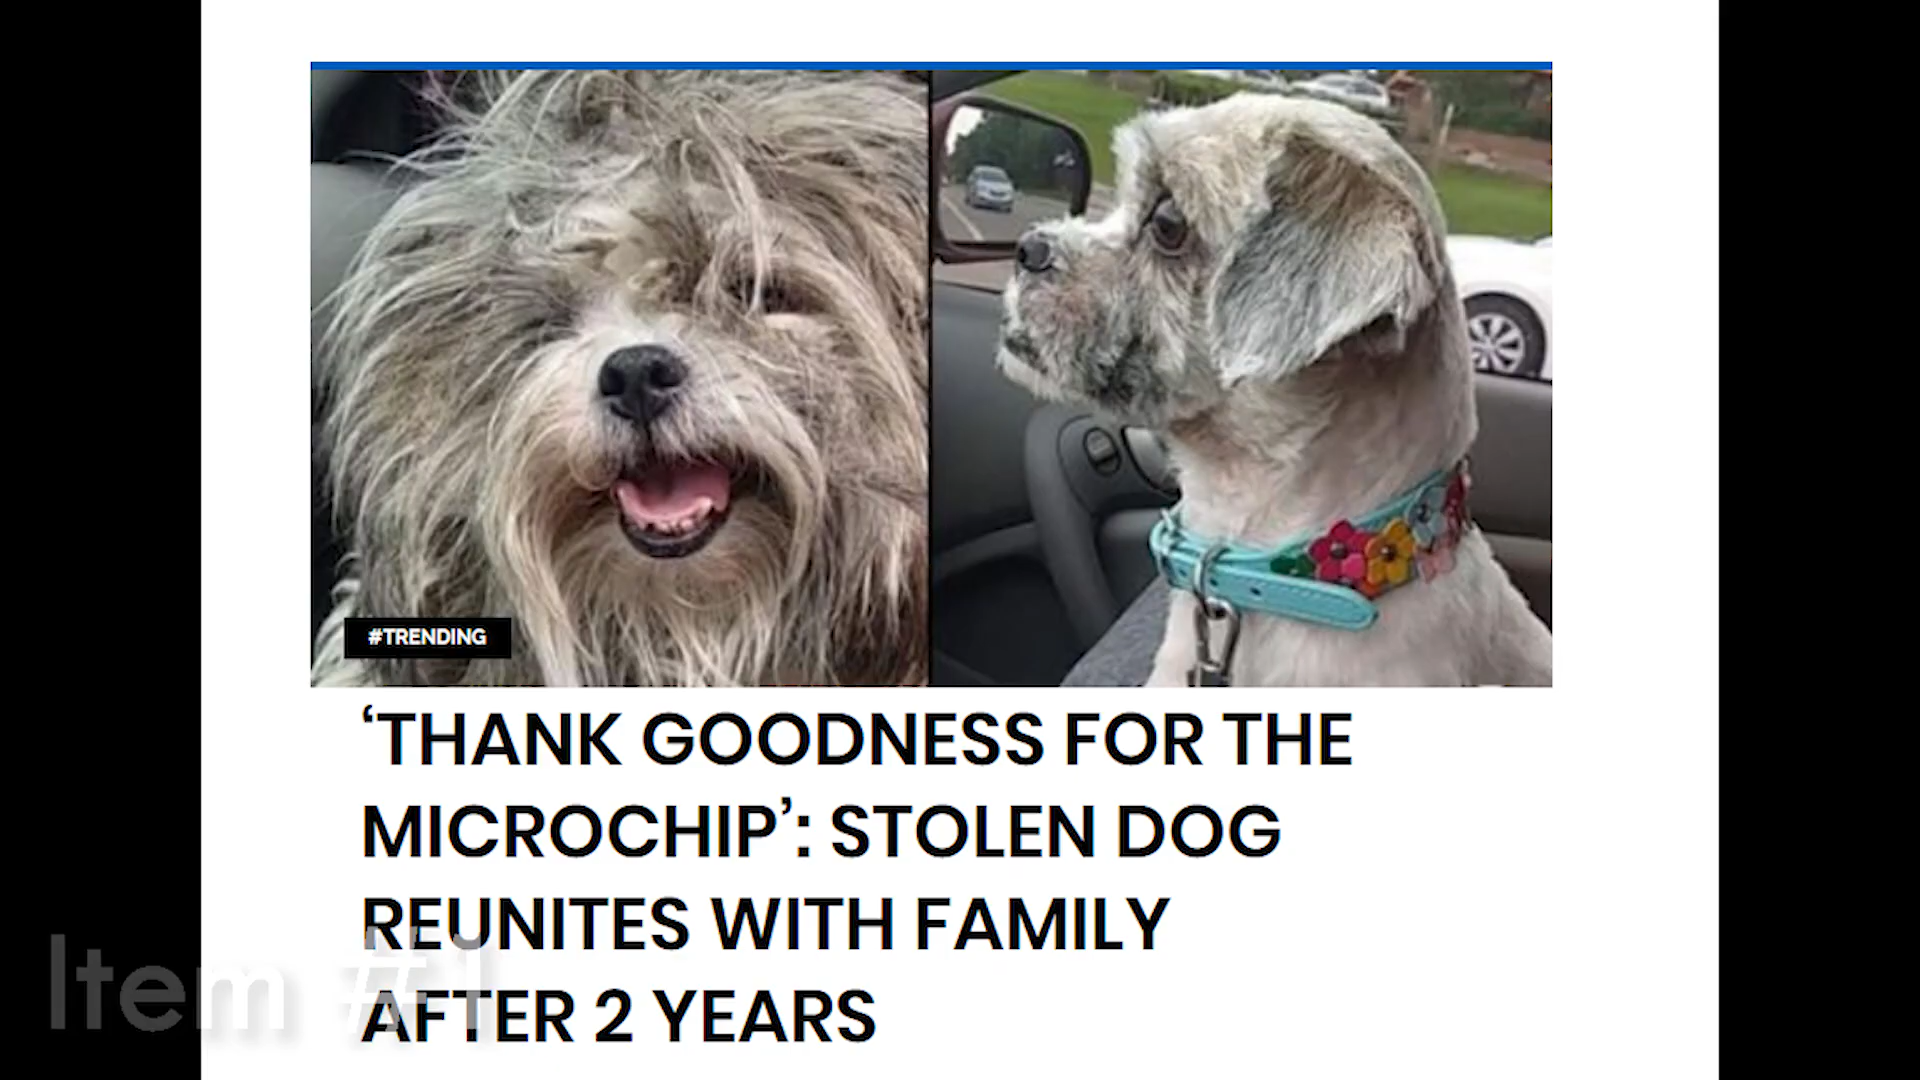 #TRENDING
‘THANK GOODNESS FOR THE
MICROCHIP’: STOLEN DOG
REUNITES WITH FAMILY
AFTER 2 YEARS
Item #1